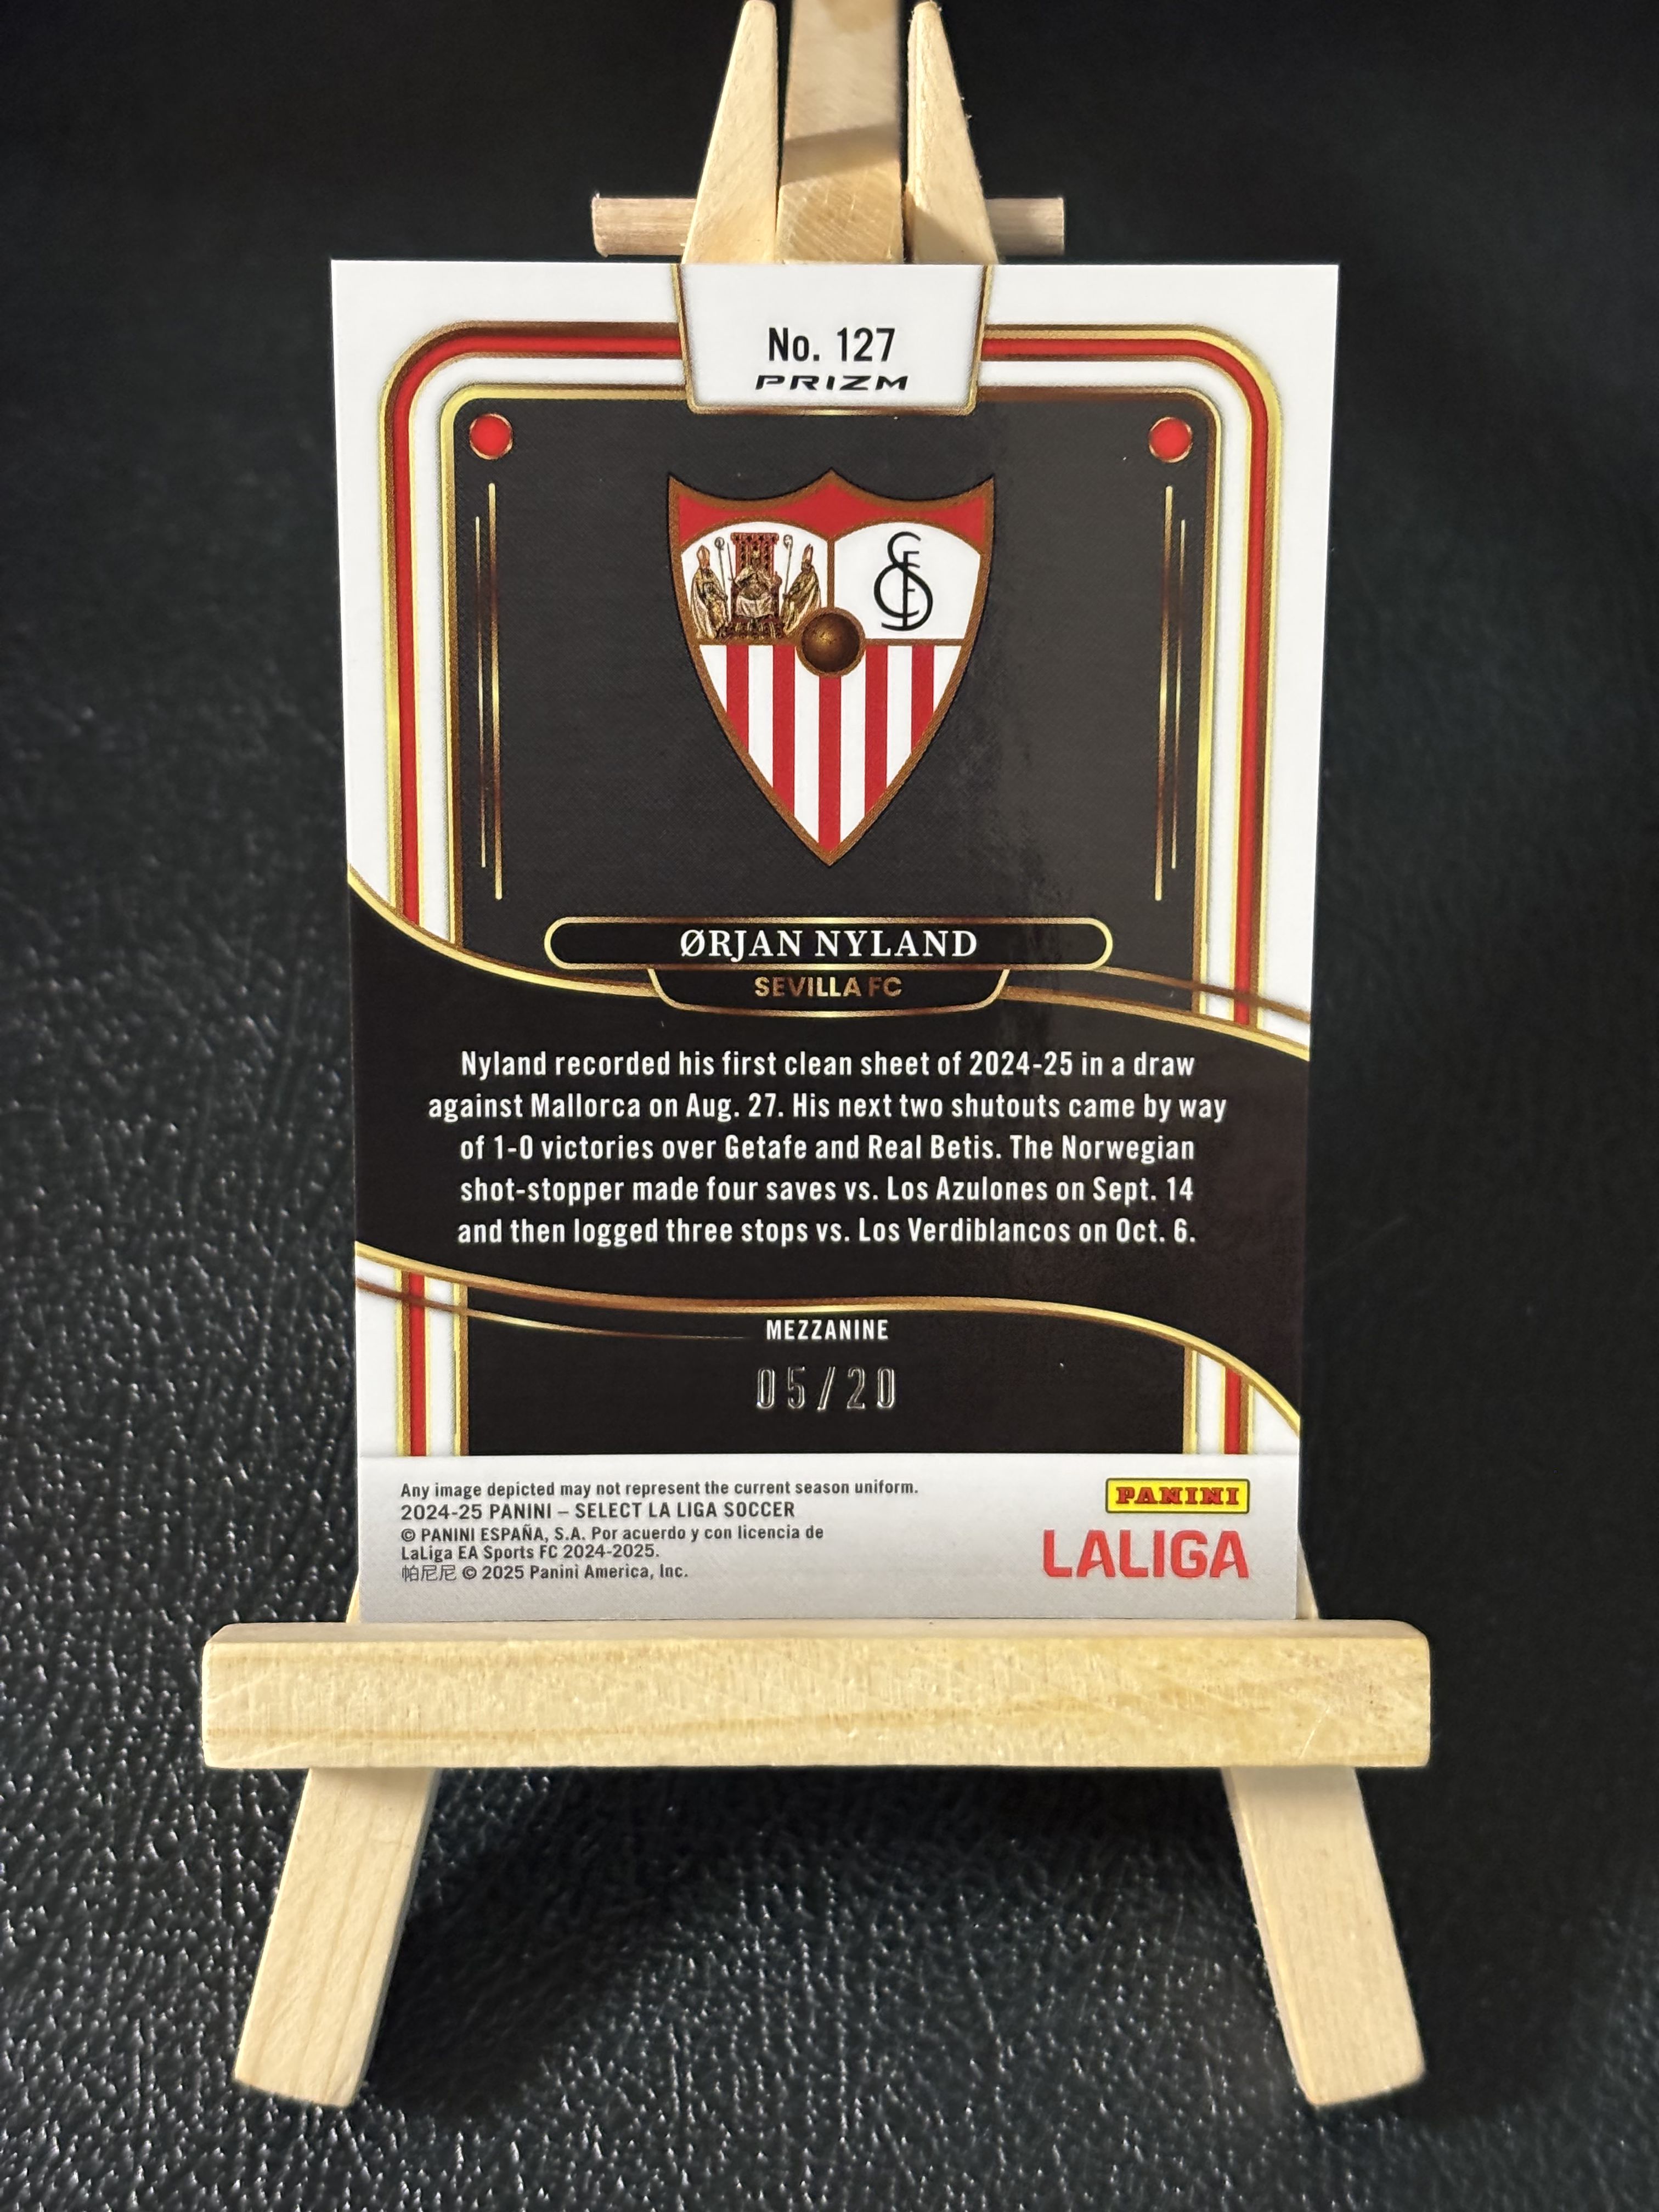 No. 127
PRIZM
ØRJAN NYLAND
SEVILLA FC
Nyland recorded his first clean sheet of 2024-25 in a draw
against Mallorca on Aug. 27. His next two shutouts came by way
of 1-0 victories over Getafe and Real Betis. The Norwegian
shot-stopper made four saves vs. Los Azulones on Sept. 14
and then logged three stops vs. Los Verdiblancos on Oct. 6.
MEZZANINE
05/20
Any image depicted may not represent the current season uniform.
2024-25 PANINI – SELECT LA LIGA SOCCER
© PANINI ESPAÑA, S.A. Por acuerdo y con licencia de
LaLiga EA Sports FC 2024-2025.
帕尼尼 © 2025 Panini America, Inc.
PANINI
LALIGA